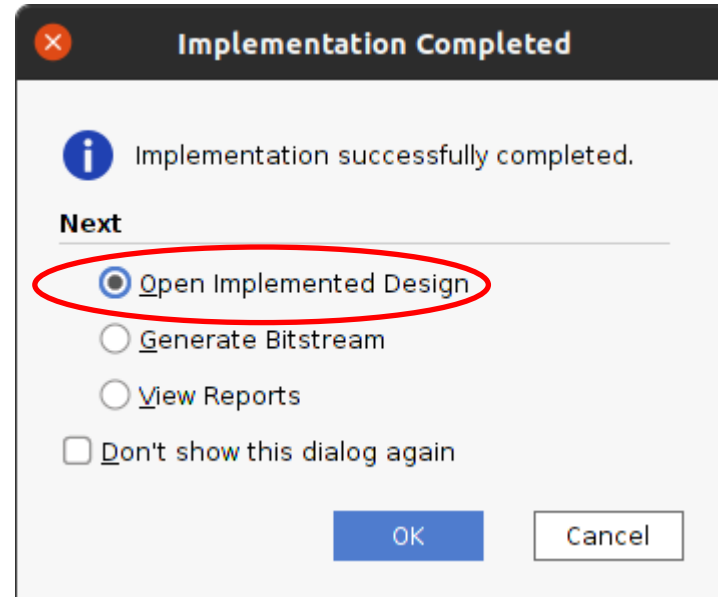 Implementation Completed
Implementation successfully completed.
Next
Open Implemented Design
Generate Bitstream
View Reports
Don't show this dialog again
OK
Cancel